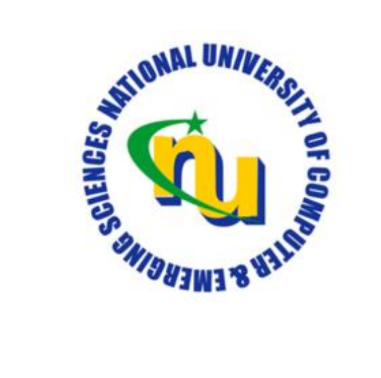 NATIONAL UNIVERSITY OF COMPUTER & EMERGING SCIENCES
nu